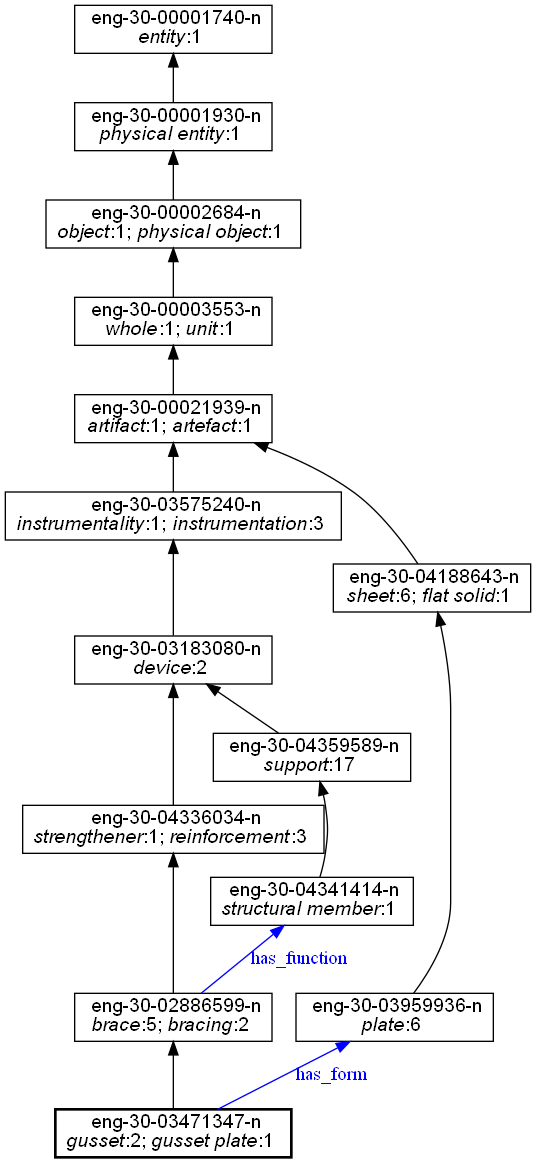 eng-30-00001740-n
entity:1
eng-30-00001930-n
physical entity:1
eng-30-00002684-n
object:1; physical object:1
eng-30-00003553-n
whole:1; unit:1
eng-30-00021939-n
artifact:1; artefact:1
eng-30-03575240-n
instrumentality:1; instrumentation:3
eng-30-04188643-n
sheet:6; flat solid:1
eng-30-03183080-n
device:2
eng-30-04359589-n
support:17
eng-30-04336034-n
strengthener:1; reinforcement:3
eng-30-04341414-n
structural member:1
has_function
eng-30-02886599-n
brace:5; bracing:2
eng-30-03959936-n
plate:6
has_form
eng-30-03471347-n
gusset:2; gusset plate:1